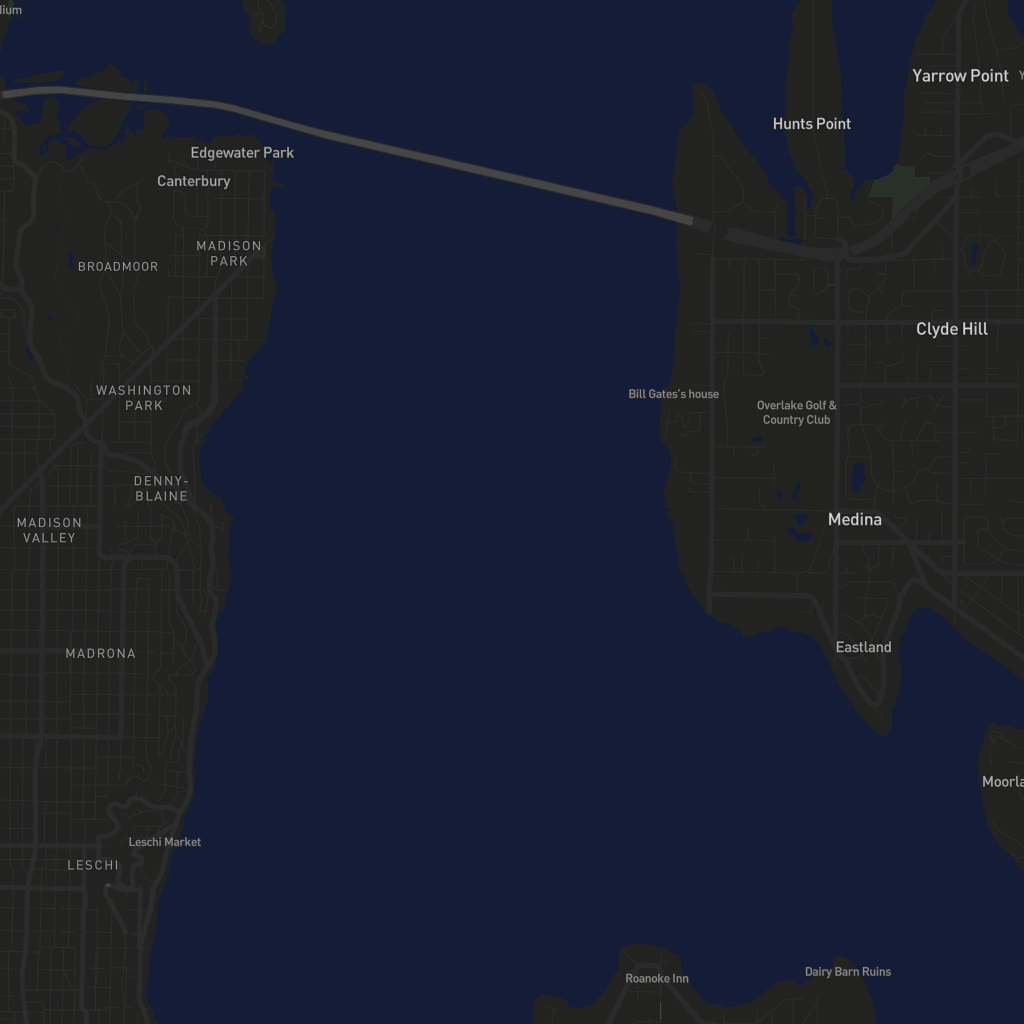 Yarrow Point
Hunts Point
Edgewater Park
Canterbury
MADISON
PARK
BROADMOOR
Clyde Hill
WASHINGTON
PARK
Bill Gates's house
Overlake Golf &
Country Club
DENNY-
BLAINE
MADISON
VALLEY
Medina
MADRONA
Eastland
Moorla
Leschi Market
LESCHI
Roanoke Inn
Dairy Barn Ruins